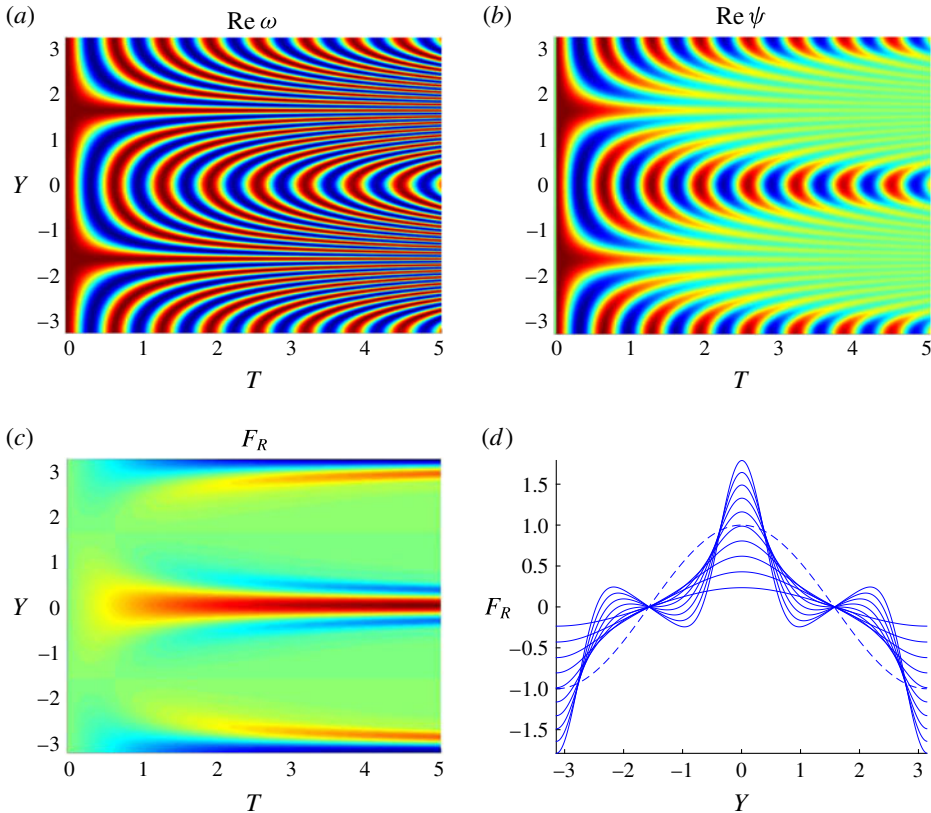 (a) Re ω (b) Re ψ
3 3
2 2
1 1
Y 0 0
−1 −1
−2 −2
−3 −3
0 1 2 3 4 5 0 1 2 3 4 5
T T
(c) F_R (d)
3 1.5
2 1.0
1 0.5
Y 0 F_R 0
−1 −0.5
−2 −1.0
−3 −1.5
0 1 2 3 4 5 −3 −2 −1 0 1 2 3
T Y